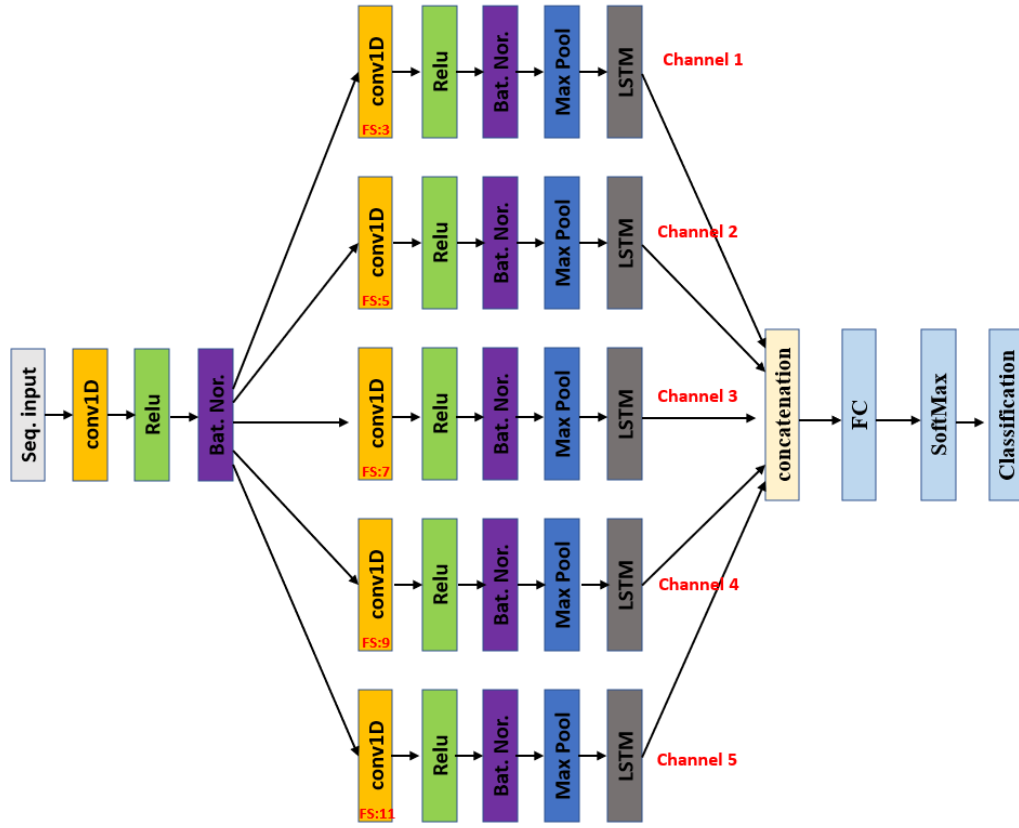 conv1D
FS:3
Relu
Bat. Nor.
Max Pool
LSTM
Channel 1
conv1D
FS:5
Relu
Bat. Nor.
Max Pool
LSTM
Channel 2
Seq. input
conv1D
Relu
Bat. Nor.
conv1D
FS:7
Relu
Bat. Nor.
Max Pool
LSTM
Channel 3
concatenation
FC
SoftMax
Classification
conv1D
FS:9
Relu
Bat. Nor.
Max Pool
LSTM
Channel 4
conv1D
FS:11
Relu
Bat. Nor.
Max Pool
LSTM
Channel 5